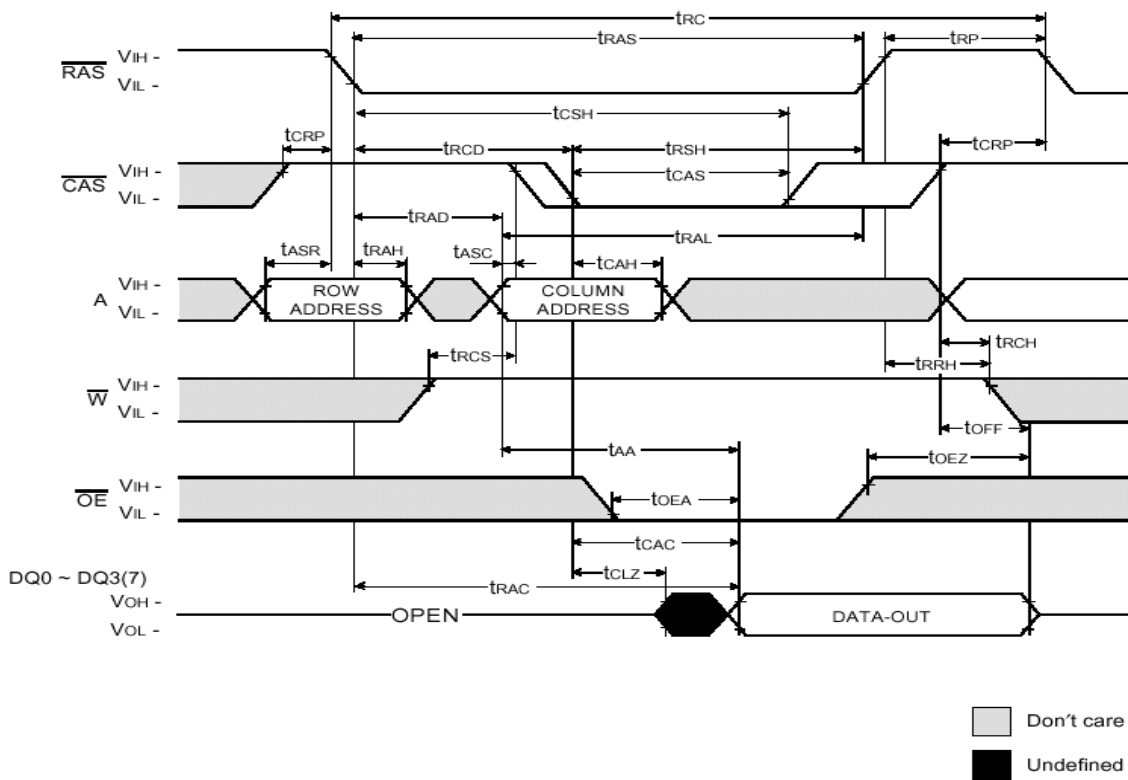 tRC
tRAS
tRP
RAS
VIH -
VIL -
tCSH
tCRP
tRCD
tRSH
tCRP
CAS
VIH -
VIL -
tCAS
tRAD
tRAL
tASR
tRAH
tASC
tCAH
A
VIH -
VIL -
ROW
ADDRESS
COLUMN
ADDRESS
tRCS
tRCH
tRRH
W
VIH -
VIL -
tOFF
tAA
tOEZ
OE
VIH -
VIL -
tOEA
tCAC
DQ0 ~ DQ3(7)
tCLZ
tRAC
VOH -
VOL -
OPEN
DATA-OUT
Don't care
Undefined